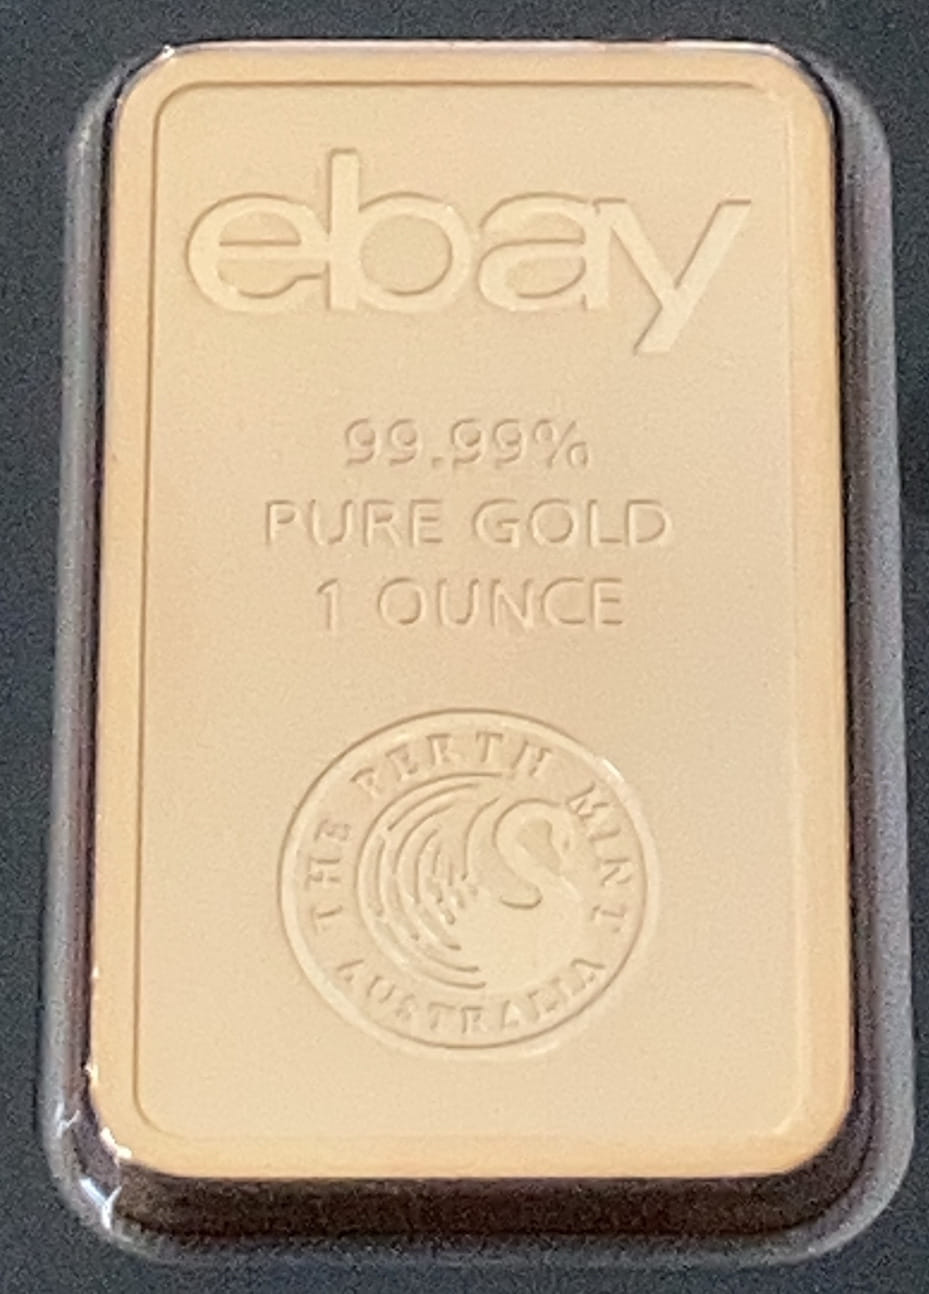 ebay
99.99%
PURE GOLD
1 OUNCE
THE PERTH MINT
AUSTRALIA